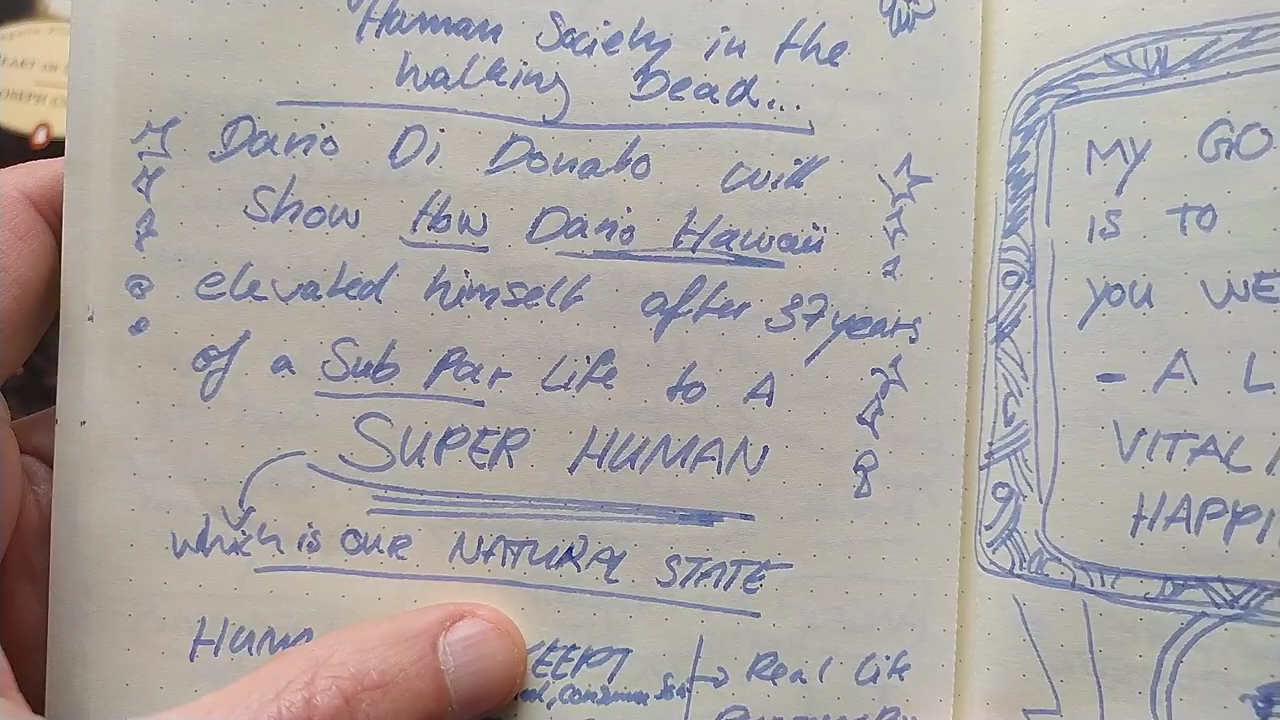 Human Society in the
Walking Dead...
Dario Di Donato will
show How Dario Hawaii
elevated himself after 37 years
of a Sub Par Life to A
SUPER HUMAN
which is OUR NATURAL STATE
HUMA
Real Life
MY GO
IS TO
YOU WE
- A L
VITALI
HAPPI